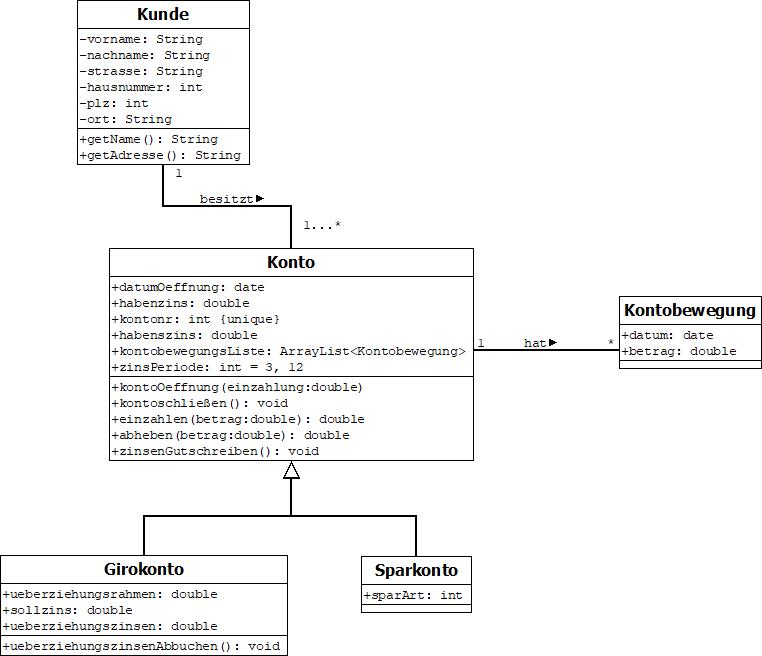 Kunde
-vorname: String
-nachname: String
-strasse: String
-hausnummer: int
-plz: int
-ort: String
+getName(): String
+getAdresse(): String
1
besitzt
1...*
Konto
+datumOeffnung: date
+habenzins: double
+kontonr: int {unique}
+habenszins: double
+kontobewegungsListe: ArrayList<Kontobewegung>
+zinsPeriode: int = 3, 12
+kontoOeffnung(einzahlung:double)
+kontoschließen(): void
+einzahlen(betrag:double): double
+abheben(betrag:double): double
+zinsenGutschreiben(): void
1 hat *
Kontobewegung
+datum: date
+betrag: double
Girokonto
+ueberziehungsrahmen: double
+sollzins: double
+ueberziehungszinsen: double
+ueberziehungszinsenAbbuchen(): void
Sparkonto
+sparArt: int